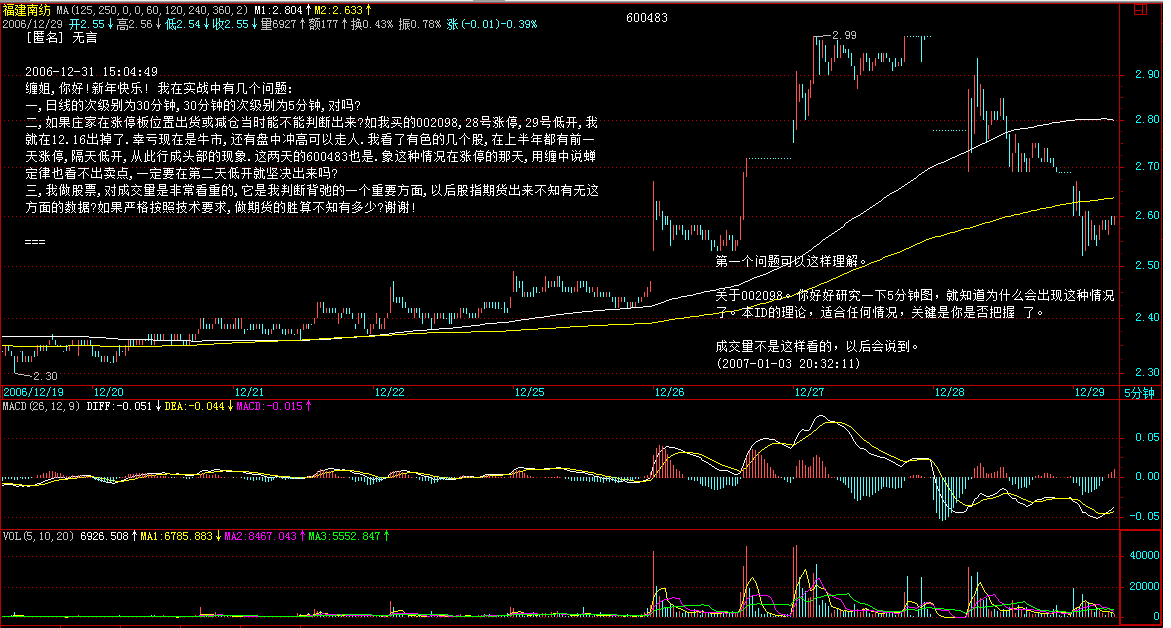 福建南纺 MA(125,250,0,0,60,120,240,360,2) M1:2.804↑M2:2.633↑
2006/12/29 开2.55↓高2.56↓低2.54↓收2.55↓量6927↑额177↑换0.43% 振0.78% 涨(-0.01)-0.39%
600483
[匿名] 无言
2006-12-31 15:04:49
缠姐,你好!新年快乐! 我在实战中有几个问题:
一,日线的次级别为30分钟,30分钟的次级别为5分钟,对吗?
二,如果庄家在涨停板位置出货或减仓当时能不能判断出来?如我买的002098,28号涨停,29号低开,我
就在12.16出掉了.幸亏现在是牛市,还有盘中冲高可以走人.我看了有色的几个股,在上半年都有前一
天涨停,隔天低开,从此行成头部的现象.这两天的600483也是.象这种情况在涨停的那天,用缠中说蝉
定律也看不出卖点,一定要在第二天低开就坚决出来吗?
三,我做股票,对成交量是非常看重的,它是我判断背弛的一个重要方面,以后股指期货出来不知有无这
方面的数据?如果严格按照技术要求,做期货的胜算不知有多少?谢谢!
===
第一个问题可以这样理解。
关于002098。你好好研究一下5分钟图，就知道为什么会出现这种情况
了。本ID的理论，适合任何情况，关键是你是否把握 了。
成交量不是这样看的，以后会说到。
(2007-01-03 20:32:11)
2.99
2.30
2.90
2.80
2.70
2.60
2.50
2.40
2.30
2006/12/19 12/20 12/21 12/22 12/25 12/26 12/27 12/28 12/29 5分钟
MACD(26,12,9) DIFF:-0.051↓DEA:-0.044↓MACD:-0.015↑
0.05
0.00
-0.05
VOL(5,10,20) 6926.508↑MA1:6785.883↓MA2:8467.043↑MA3:5552.847↑
40000
20000
0